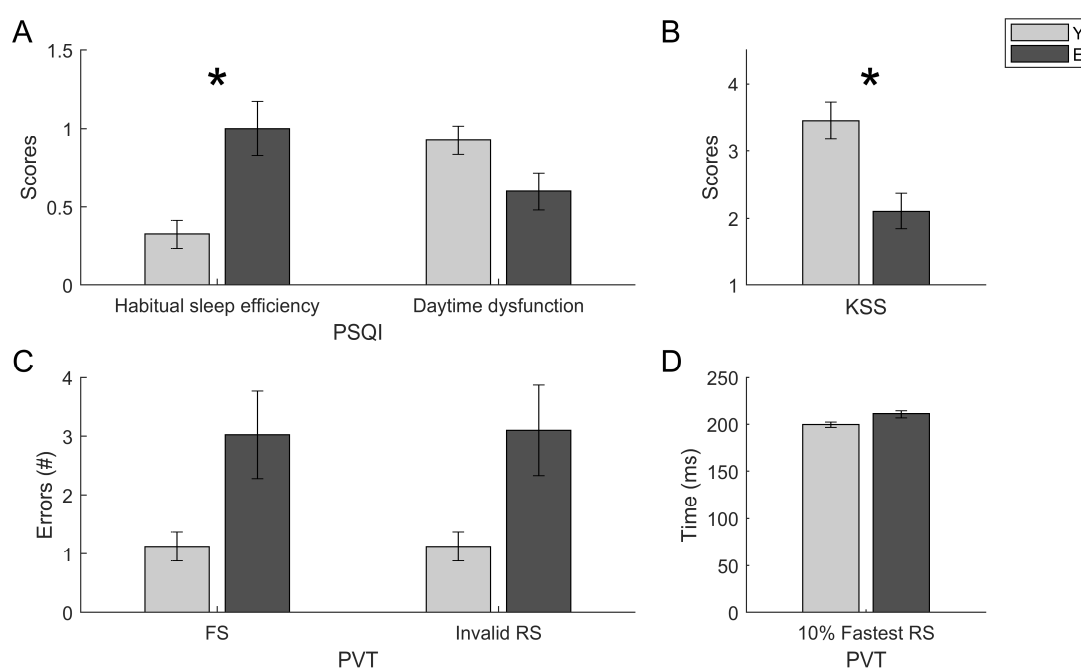 A
1.5
1
0.5
0
Scores
*
Habitual sleep efficiency
Daytime dysfunction
PSQI
B
4
3
2
1
Scores
*
KSS
Y
E
C
4
3
2
1
0
Errors (#)
FS
Invalid RS
PVT
D
250
200
150
100
50
0
Time (ms)
10% Fastest RS
PVT